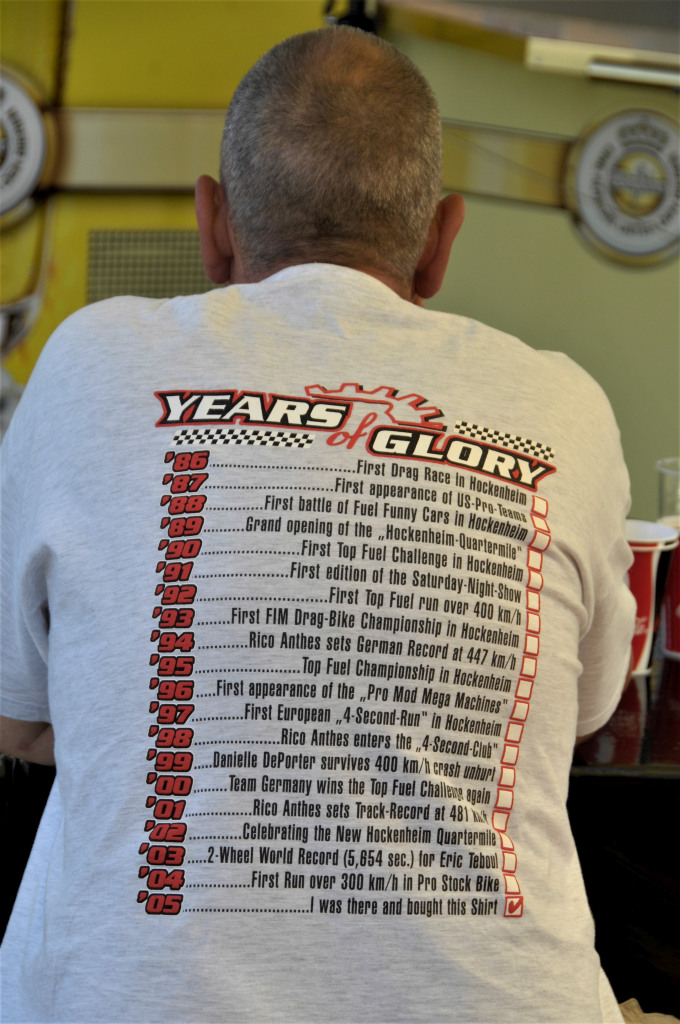 YEARS of GLORY
'86.....................First Drag Race in Hockenheim
'87...................First appearance of US-Pro-Teams
'88.........First battle of Fuel Funny Cars in Hockenheim
'89......Grand opening of the „Hockenheim-Quartermile"
'90................First Top Fuel Challenge in Hockenheim
'91..............First edition of the Saturday-Night-Show
'92....................First Top Fuel run over 400 km/h
'93.....First FIM Drag-Bike Championship in Hockenheim
'94........Rico Anthes sets German Record at 447 km/h
'95................Top Fuel Championship in Hockenheim
'96....First appearance of the „Pro Mod Mega Machines"
'97........First European „4-Second-Run" in Hockenheim
'98.................Rico Anthes enters the „4-Second-Club"
'99...Danielle DePorter survives 400 km/h crash unhurt
'00......Team Germany wins the Top Fuel Challeng again
'01..........Rico Anthes sets Track-Record at 481 km/h
'02.........Celebrating the New Hockenheim Quartermile
'03....2-Wheel World Record (5,654 sec.) for Eric Teboul
'04................First Run over 300 km/h in Pro Stock Bike
'05.....................I was there and bought this Shirt